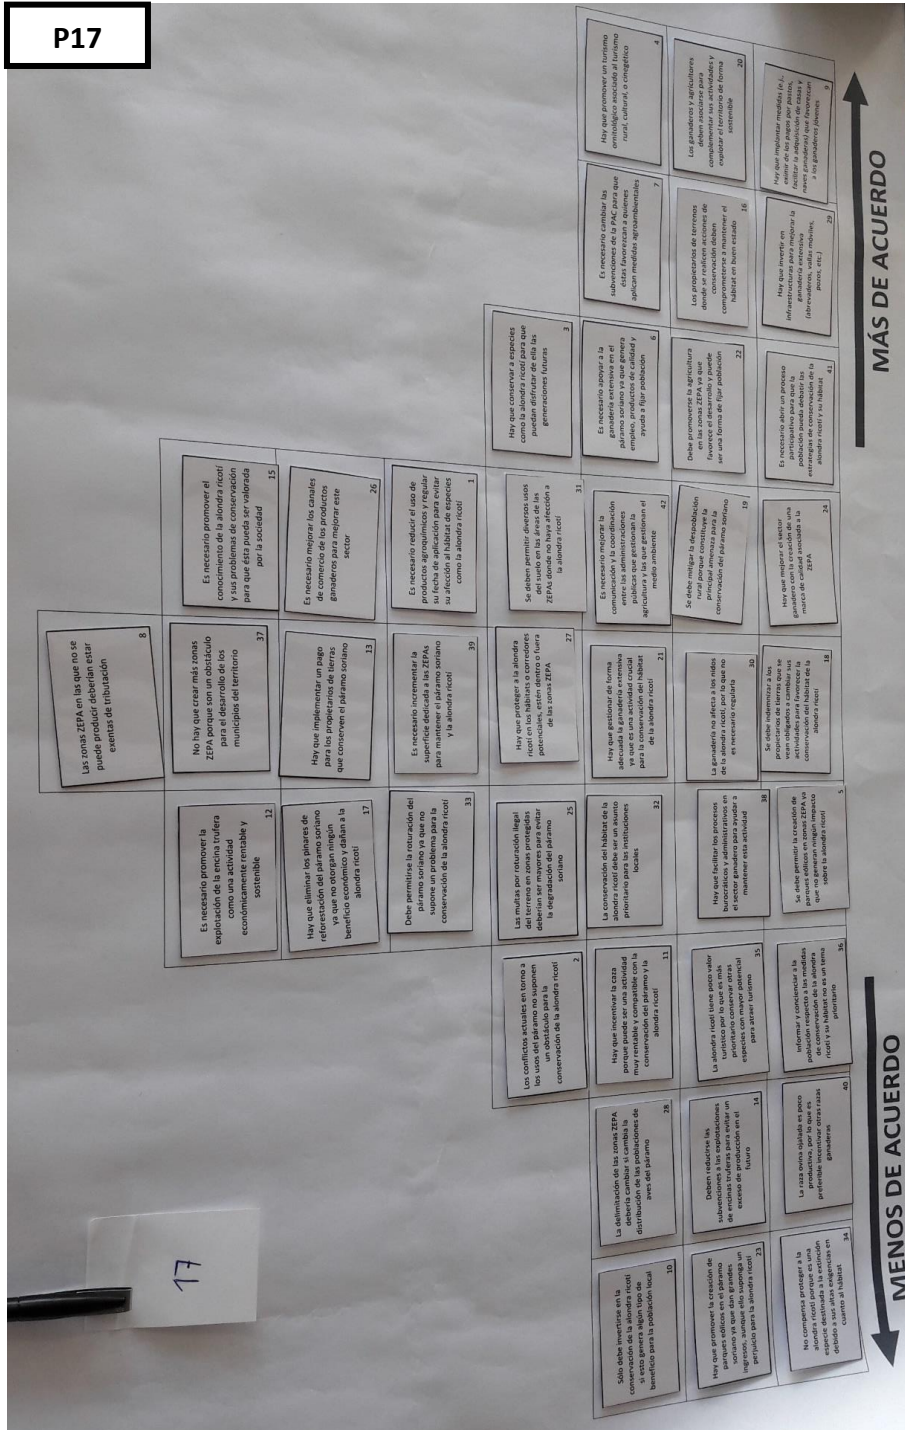 P17
17
Las zonas ZEPA en las que no se
puede producir deberían estar
exentas de tributación
8
Es necesario promover la
explotación de la encina trufera
como una actividad
económicamente rentable y
sostenible
12
No hay que crear más zonas
ZEPA porque son un obstáculo
para el desarrollo de los
municipios del territorio
37
Es necesario promover el
conocimiento de la alondra ricotí
y sus problemas de conservación
para que ésta pueda ser valorada
por la sociedad
15
Hay que eliminar los pinares de
reforestación del páramo soriano
ya que no otorgan ningún
beneficio económico y dañan a la
alondra ricotí
17
Hay que implementar un pago
para los propietarios de tierras
que conserven el páramo soriano
13
Es necesario mejorar los canales
de comercio de los productos
ganaderos para mejorar este
sector
26
Debe permitirse la roturación del
páramo soriano ya que no
supone un problema para la
conservación de la alondra ricotí
33
Es necesario incrementar la
superficie dedicada a las ZEPAs
para mantener el páramo soriano
y la alondra ricotí
39
Es necesario reducir el uso de
productos agroquímicos y regular
su fecha de aplicación para evitar
su afección al hábitat de especies
como la alondra ricotí
1
Los conflictos actuales en torno a
los usos del páramo no suponen
un obstáculo para la
conservación de la alondra ricotí
2
Las multas por roturación ilegal
del terreno en zonas protegidas
deberían ser mayores para evitar
la degradación del páramo
soriano
25
Hay que proteger a la alondra
ricotí en los hábitats o corredores
potenciales, estén dentro o fuera
de las zonas ZEPA
27
Se deben permitir diversos usos
del suelo en las áreas de las
ZEPAs donde no haya afección a
la alondra ricotí
31
Hay que conservar a especies
como la alondra ricotí para que
puedan disfrutar de ella las
generaciones futuras
3
Sólo debe invertirse en la
conservación de la alondra ricotí
si esto genera algún tipo de
beneficio para la población local
10
La delimitación de las zonas ZEPA
debería cambiar si cambia la
distribución de las poblaciones de
aves del páramo
28
Hay que incentivar la caza
porque puede ser una actividad
muy rentable y compatible con la
conservación del páramo y la
alondra ricotí
11
La conservación del hábitat de la
alondra ricotí debe ser un asunto
prioritario para las instituciones
locales
32
Hay que gestionar de forma
adecuada la ganadería extensiva
ya que es una actividad crucial
para la conservación del hábitat
de la alondra ricotí
21
Es necesario mejorar la
comunicación y la coordinación
entre las administraciones
públicas que gestionan la
agricultura y las que gestionan el
medio ambiente
42
Es necesario apoyar a la
ganadería extensiva en el
páramo soriano ya que genera
empleo, productos de calidad y
ayuda a fijar población
6
Es necesario cambiar las
subvenciones de la PAC para que
éstas favorezcan a quienes
aplican medidas agroambientales
7
Hay que promover un turismo
ornitológico asociado al turismo
rural, cultural, o cinegético
4
Hay que promover la creación de
parques eólicos en el páramo
soriano ya que dan grandes
ingresos, aunque ello suponga un
perjuicio para la alondra ricotí
23
Deben reducirse las
subvenciones a las explotaciones
de encinas truferas para evitar un
exceso de producción en el
futuro
14
La alondra ricotí tiene poco valor
turístico por lo que es más
prioritario conservar otras
especies con mayor potencial
para atraer turismo
35
Hay que facilitar los procesos
burocráticos y administrativos en
el sector ganadero para ayudar a
mantener esta actividad
38
La ganadería no afecta a los nidos
de la alondra ricotí, por lo que no
es necesario regularla
30
Se debe mitigar la despoblación
rural porque constituye la
principal amenaza para la
conservación del páramo soriano
19
Debe promoverse la agricultura
en las zonas ZEPA ya que
favorece el desarrollo y puede
ser una forma de fijar población
22
Los propietarios de terrenos
donde se realicen acciones de
conservación deben
comprometerse a mantener el
hábitat en buen estado
16
Los ganaderos y agricultores
deben asociarse para
complementar sus actividades y
explotar el territorio de forma
sostenible
20
No compensa proteger a la
alondra ricotí porque es una
especie destinada a la extinción
debido a sus altas exigencias en
cuanto al hábitat
34
La raza ovina ojalada es poco
productiva, por lo que es
preferible incentivar otras razas
ganaderas
40
Informar y concienciar a la
población respecto a las medidas
de conservación de la alondra
ricotí y su hábitat no es un tema
prioritario
36
Se debe permitir la creación de
parques eólicos en zonas ZEPA ya
que no generan ningún impacto
sobre la alondra ricotí
5
Se debe indemnizar a los
propietarios de tierras que se
vean obligados a cambiar sus
actividades para favorecer la
conservación del hábitat de la
alondra ricotí
18
Hay que mejorar el sector
ganadero con la creación de una
marca de calidad asociada a la
ZEPA
24
Es necesario abrir un proceso
participativo para que la
población pueda debatir las
estrategias de conservación de la
alondra ricotí y su hábitat
41
Hay que invertir en
infraestructuras para mejorar la
ganadería extensiva
(abrevaderos, vallas móviles,
pozos, etc.)
29
Hay que implantar medidas (e.j.,
eximir de los pagos por pastos,
facilitar la adquisición de casas y
naves ganaderas) que favorezcan
a los ganaderos jóvenes
9
MENOS DE ACUERDO
MÁS DE ACUERDO